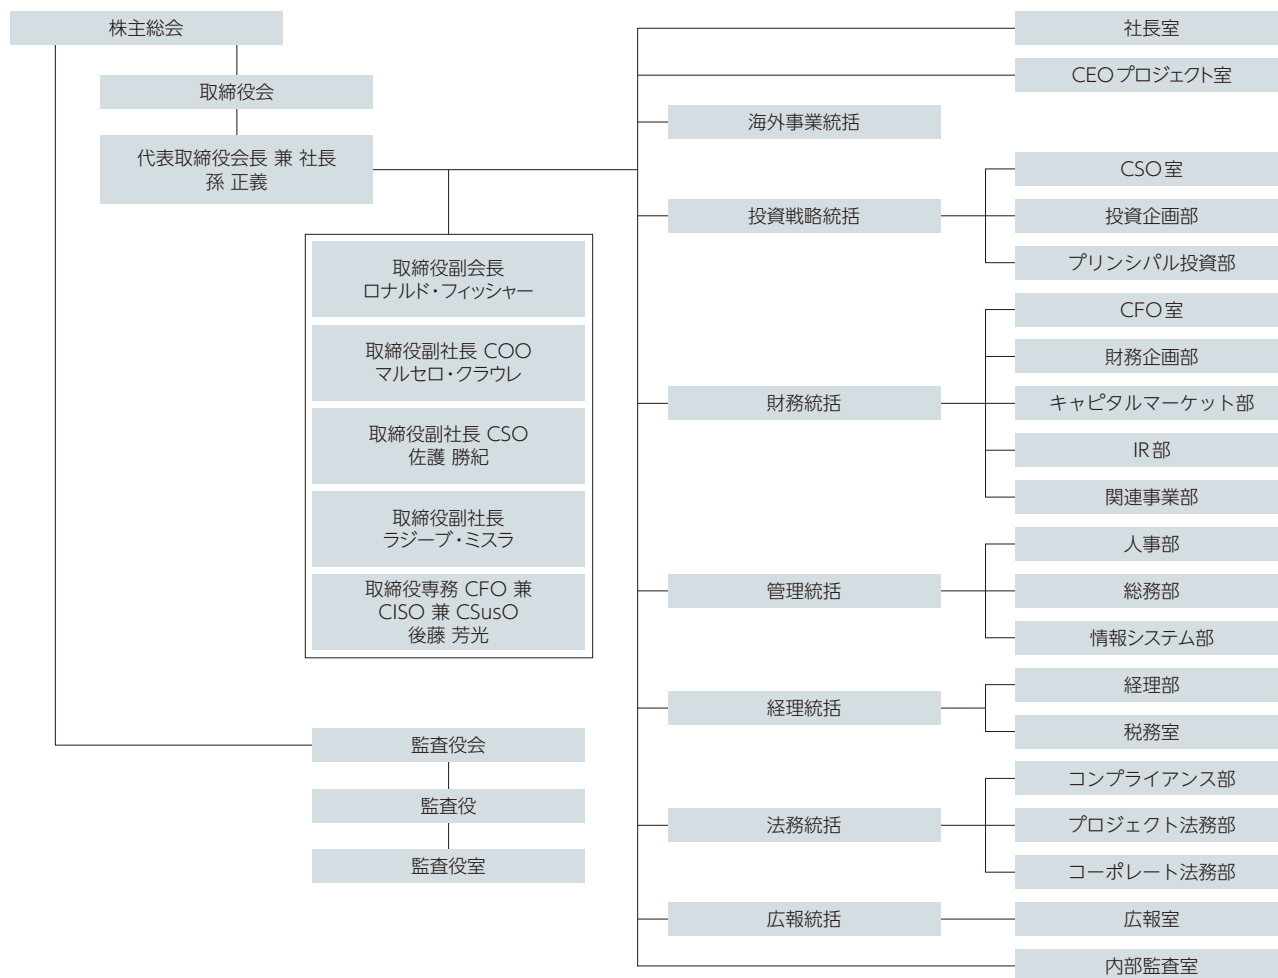 株主総会
取締役会
代表取締役会長 兼 社長
孫 正義
取締役副会長
ロナルド・フィッシャー
取締役副社長 COO
マルセロ・クラウレ
取締役副社長 CSO
佐護 勝紀
取締役副社長
ラジーブ・ミスラ
取締役専務 CFO 兼
CISO 兼 CSusO
後藤 芳光
監査役会
監査役
監査役室
社長室
CEOプロジェクト室
海外事業統括
投資戦略統括
CSO室
投資企画部
プリンシパル投資部
財務統括
CFO室
財務企画部
キャピタルマーケット部
IR部
関連事業部
管理統括
人事部
総務部
情報システム部
経理統括
経理部
税務室
法務統括
コンプライアンス部
プロジェクト法務部
コーポレート法務部
広報統括
広報室
内部監査室